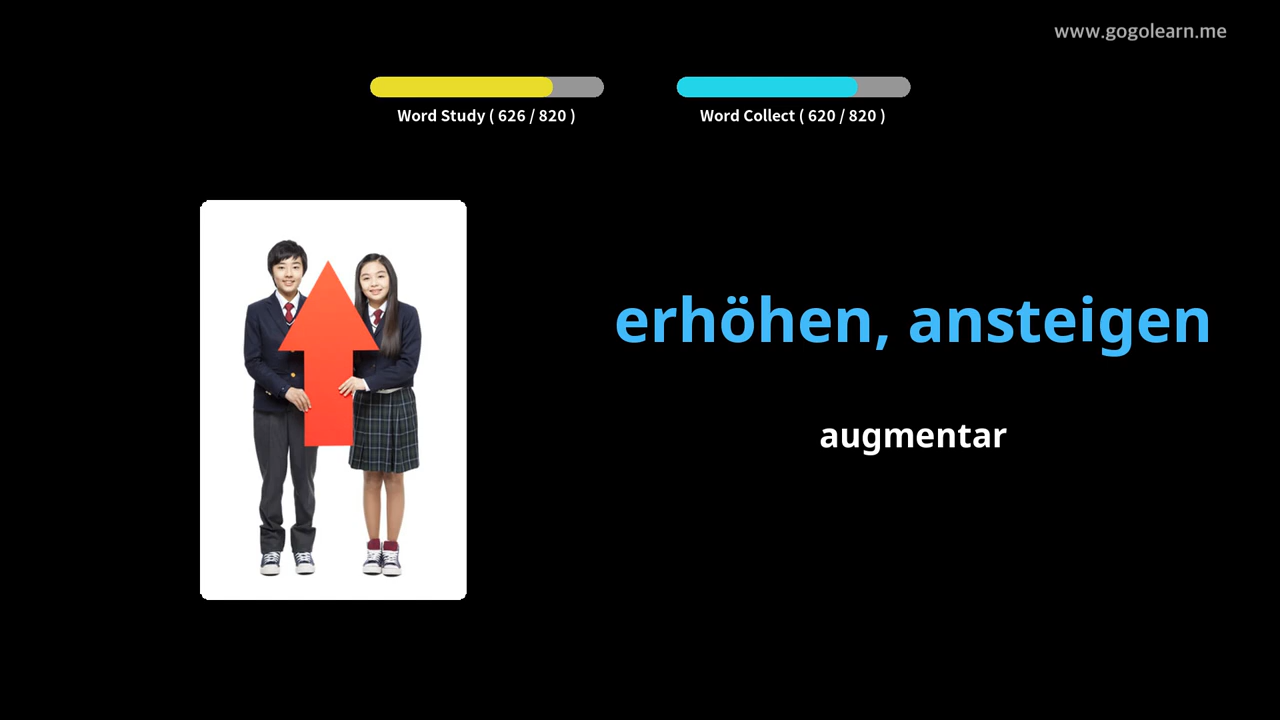 www.gogolearn.me
Word Study ( 626 / 820 )
Word Collect ( 620 / 820 )
erhöhen, ansteigen
augmentar